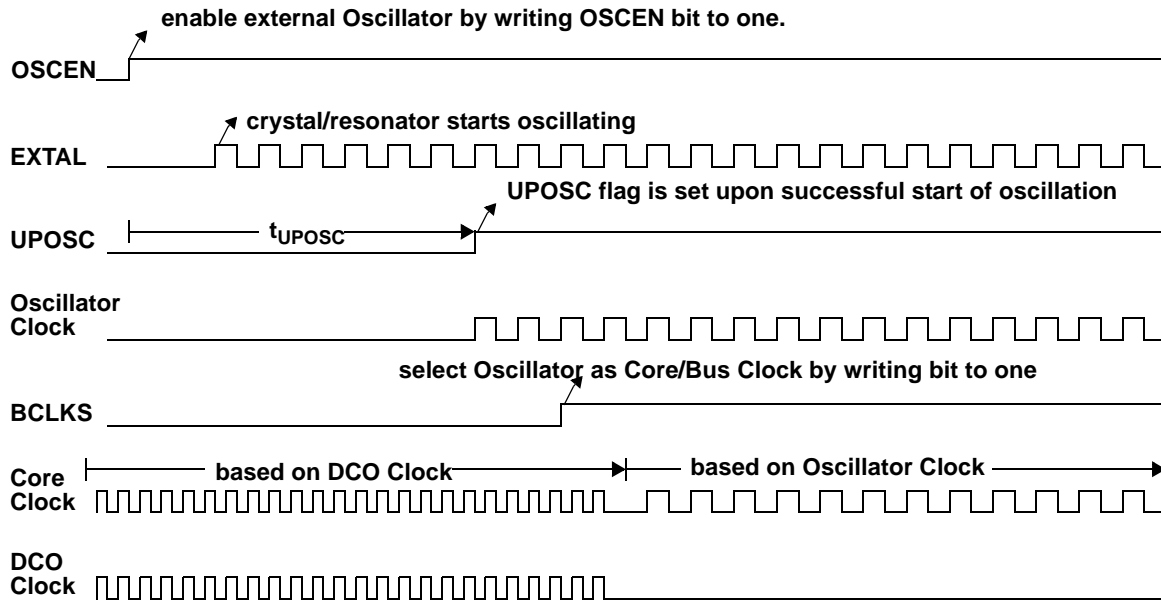 enable external Oscillator by writing OSCEN bit to one.
OSCEN
crystal/resonator starts oscillating
EXTAL
UPOSC flag is set upon successful start of oscillation
UPOSC
tUPOSC
Oscillator
Clock
select Oscillator as Core/Bus Clock by writing bit to one
BCLKS
based on DCO Clock
based on Oscillator Clock
Core
Clock
DCO
Clock